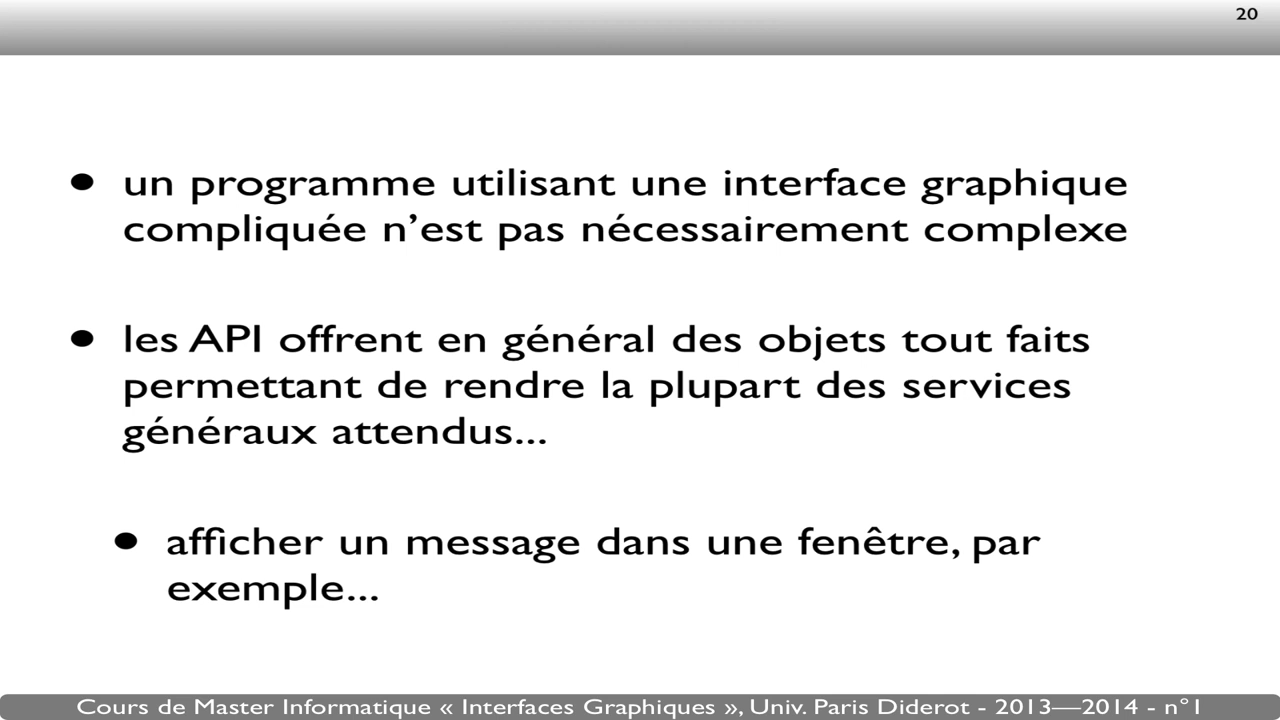 20
• un programme utilisant une interface graphique
compliquée n’est pas nécessairement complexe
• les API offrent en général des objets tout faits
permettant de rendre la plupart des services
généraux attendus...
• afficher un message dans une fenêtre, par
exemple...
Cours de Master Informatique « Interfaces Graphiques », Univ. Paris Diderot - 2013—2014 - n°1